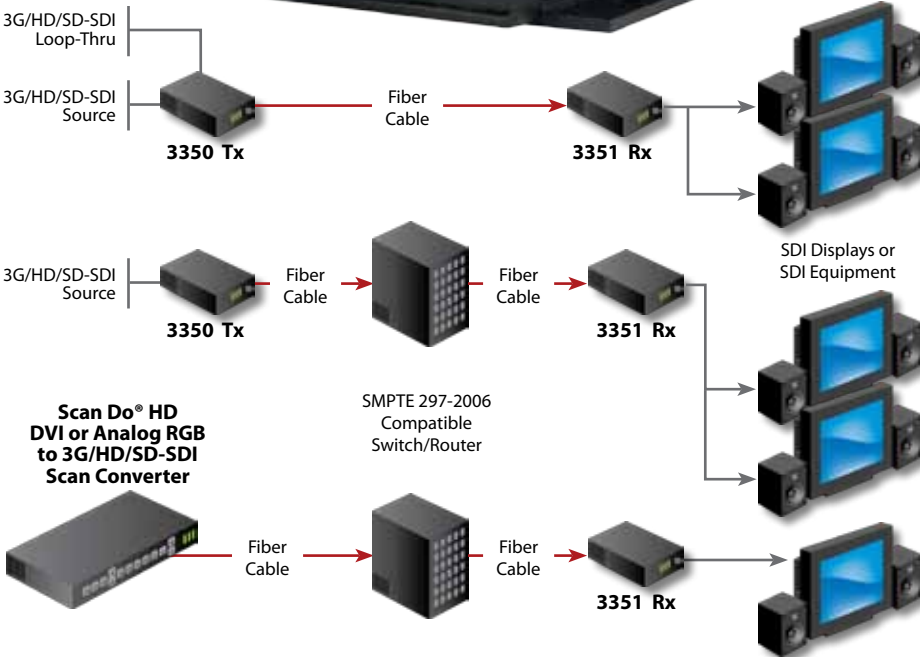 3G/HD/SD-SDI
Loop-Thru
3G/HD/SD-SDI
Source
3350 Tx
Fiber
Cable
3351 Rx
SDI Displays or
SDI Equipment
3G/HD/SD-SDI
Source
3350 Tx
Fiber
Cable
Fiber
Cable
3351 Rx
SMPTE 297-2006
Compatible
Switch/Router
Scan Do® HD
DVI or Analog RGB
to 3G/HD/SD-SDI
Scan Converter
Fiber
Cable
Fiber
Cable
3351 Rx